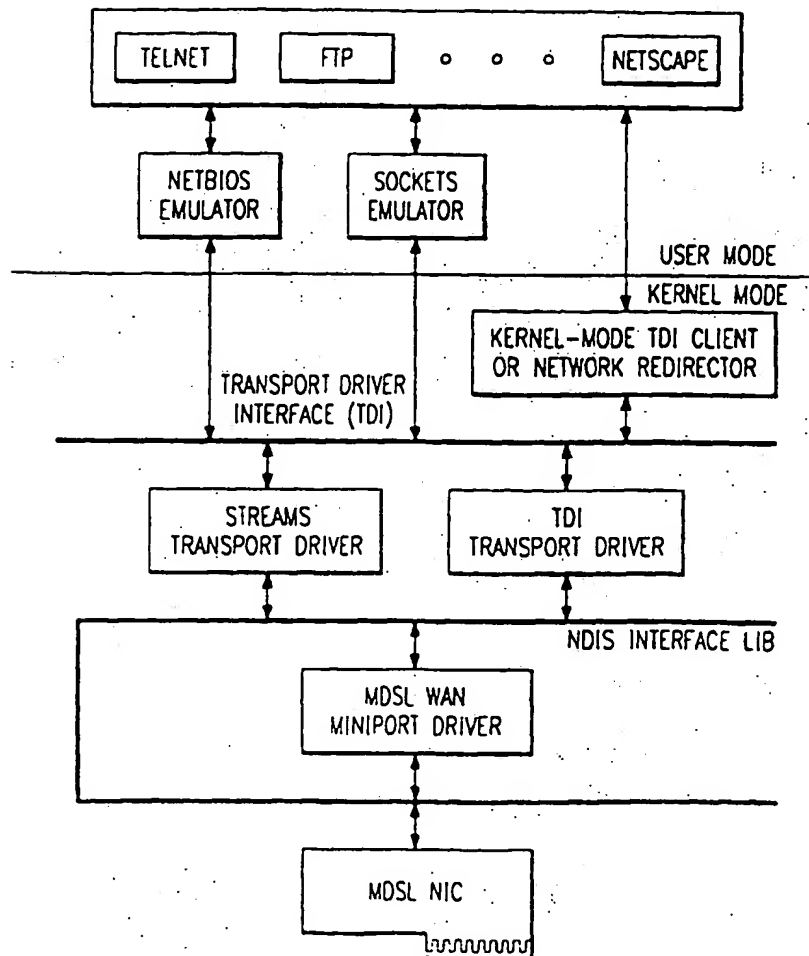 TELNET
FTP
NETSCAPE
NETBIOS
EMULATOR
SOCKETS
EMULATOR
USER MODE
KERNEL MODE
KERNEL-MODE TDI CLIENT
OR NETWORK REDIRECTOR
TRANSPORT DRIVER
INTERFACE (TDI)
STREAMS
TRANSPORT DRIVER
TDI
TRANSPORT DRIVER
NDIS INTERFACE LIB
MDSL WAN
MINIPORT DRIVER
MDSL NIC